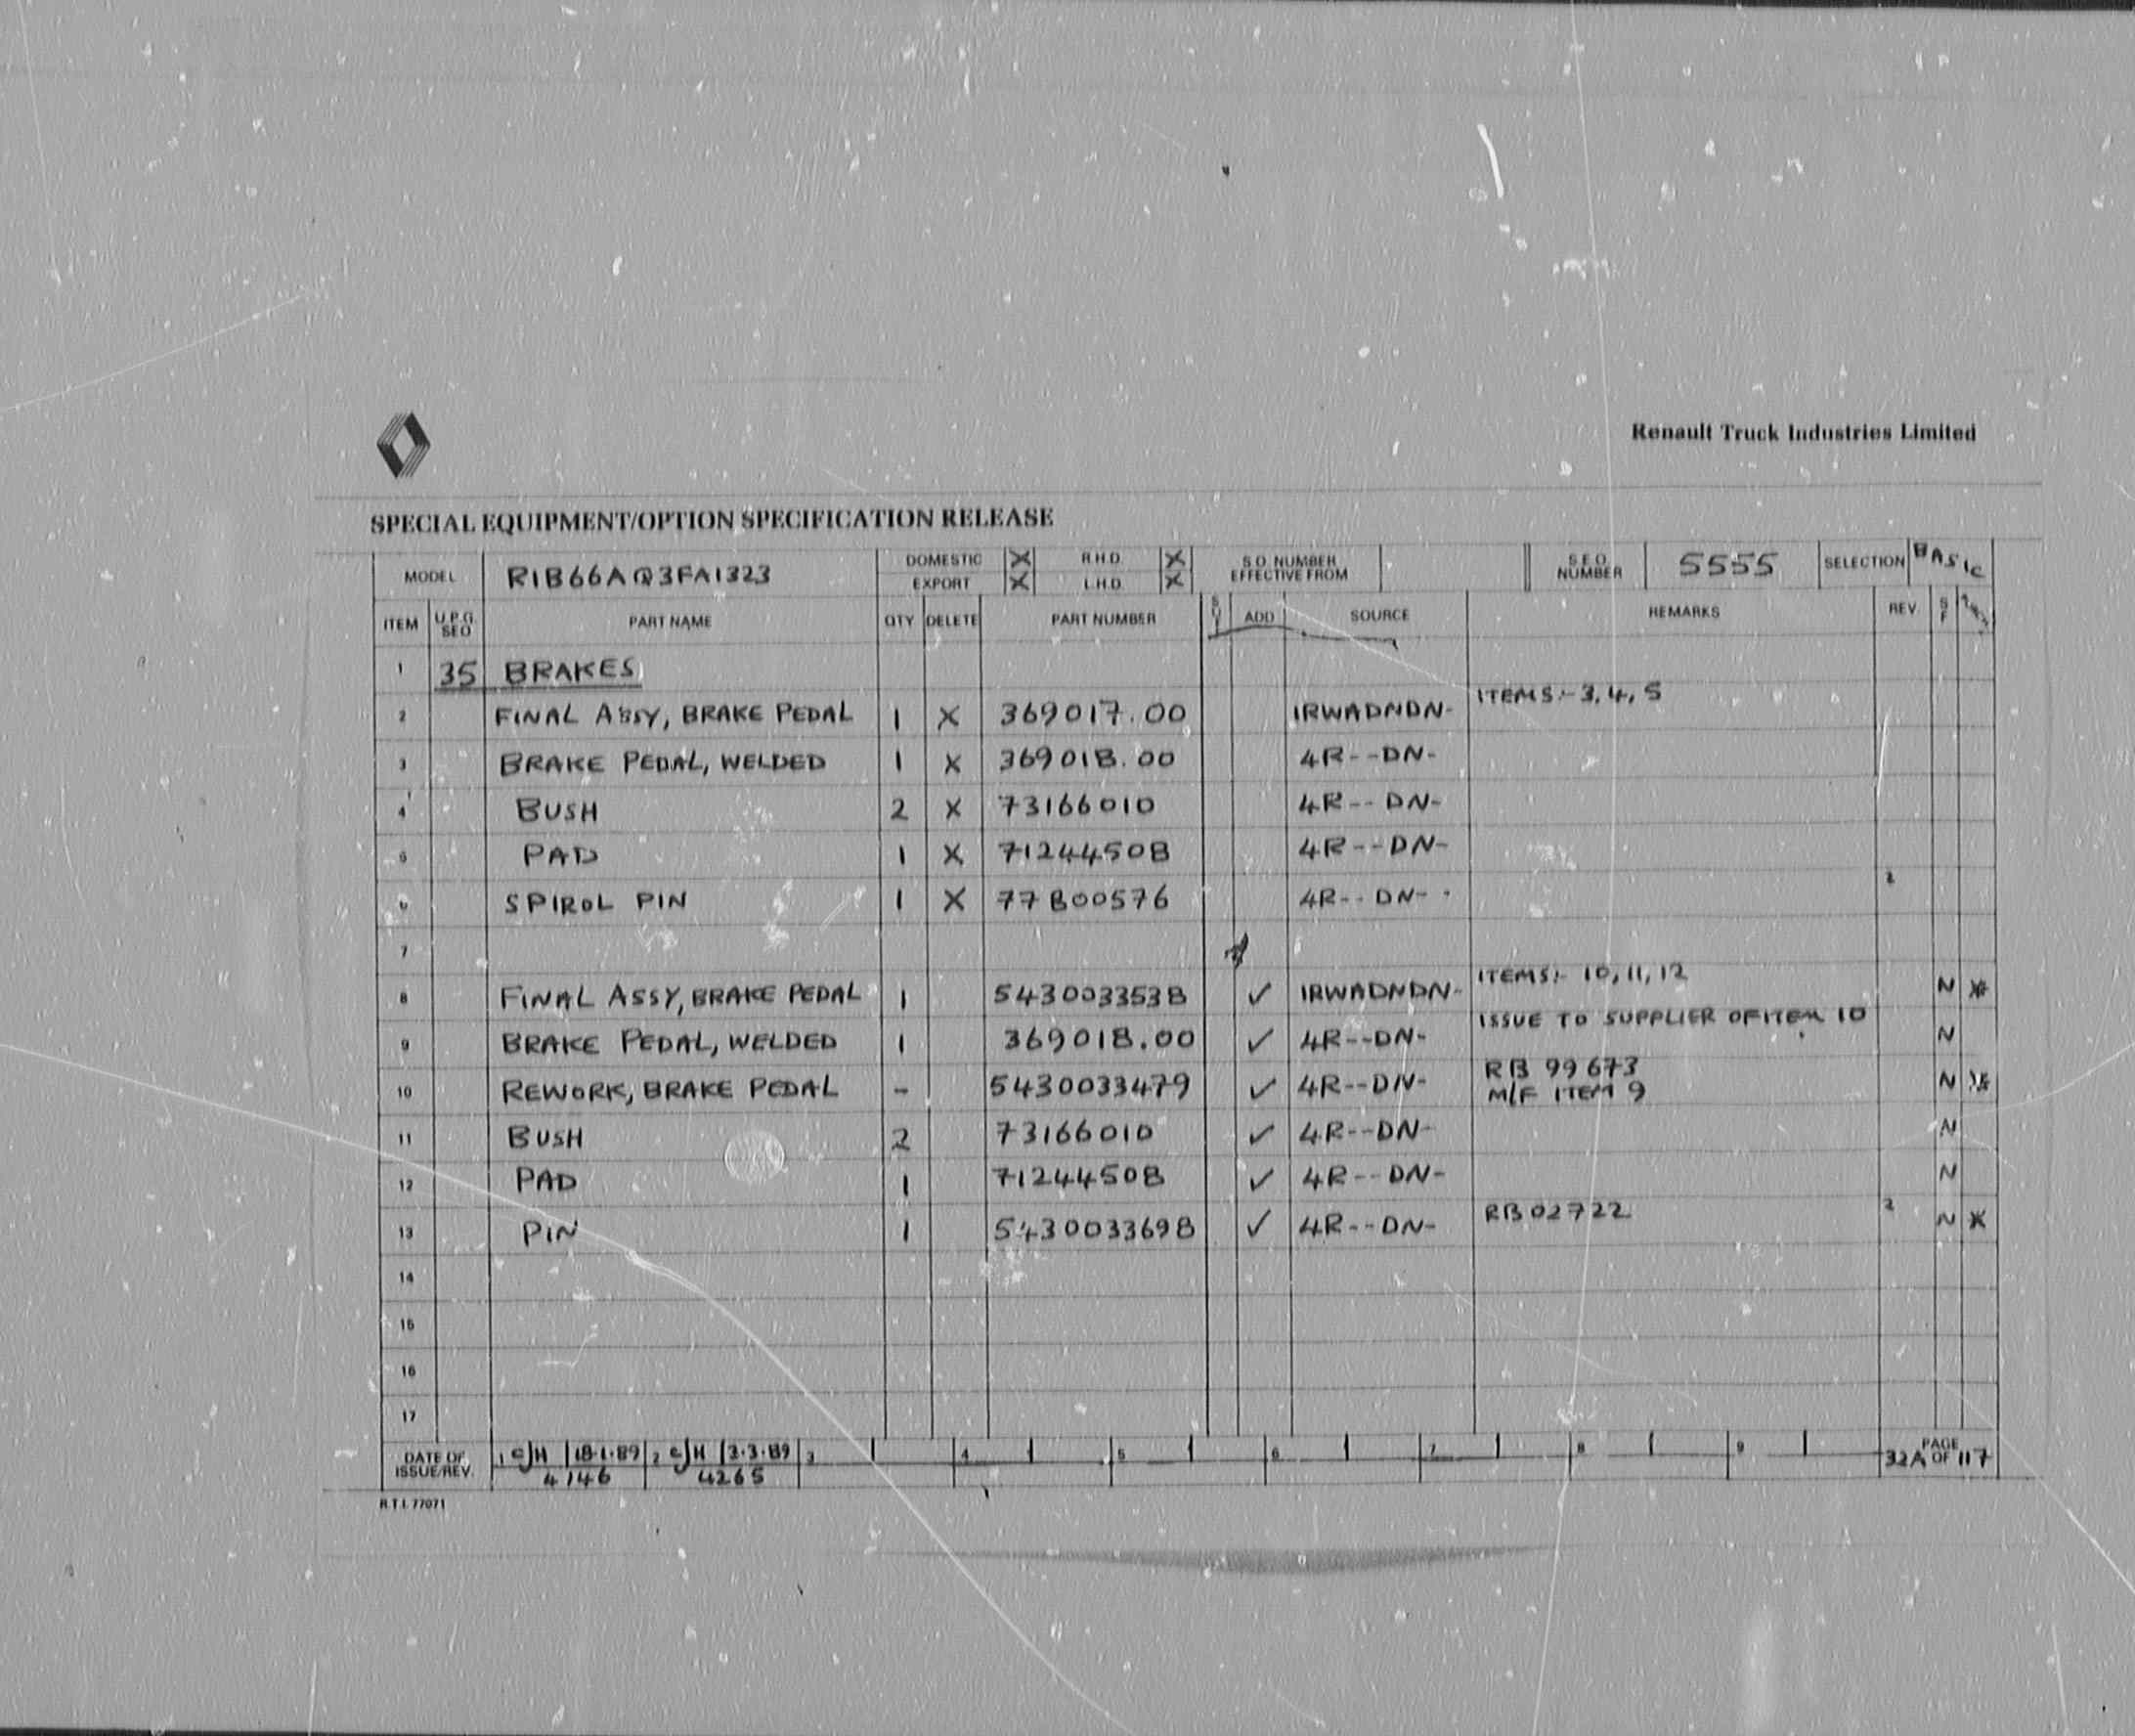 Renault Truck Industries Limited
SPECIAL EQUIPMENT/OPTION SPECIFICATION RELEASE
MODEL R1B66AQ3FA1323 DOMESTIC X R.H.D. X S.O. NUMBER EFFECTIVE FROM S.E.O. NUMBER 5555 SELECTION BASIC
EXPORT X L.H.D. X
ITEM U.P.G. SEQ PART NAME QTY DELETE PART NUMBER ADD SOURCE REMARKS REV. S F
1 35 BRAKES
2 FINAL ASSY, BRAKE PEDAL 1 X 369017.00 1RWADNDN- ITEMS:- 3,4,5
3 BRAKE PEDAL, WELDED 1 X 369018.00 4R--DN-
4 BUSH 2 X 73166010 4R--DN-
5 PAD 1 X 71244508 4R--DN-
6 SPIROL PIN 1 X 77800576 4R--DN- 2
7
8 FINAL ASSY, BRAKE PEDAL 1 5430033538 ✓ 1RWADNDN- ITEMS:- 10,11,12 N *
9 BRAKE PEDAL, WELDED 1 369018.00 ✓ 4R--DN- ISSUE TO SUPPLIER OF ITEM 10 N
10 REWORK, BRAKE PEDAL - 5430033479 ✓ 4R--DN- RB 99673 N *
M/F ITEM 9
11 BUSH 2 73166010 ✓ 4R--DN- N
12 PAD 1 71244508 ✓ 4R--DN- N
13 PIN 1 5430033698 ✓ 4R--DN- RB02722 2 N *
14
15
16
17
DATE OF ISSUE/REV. 1 CJH 18.1.89 2 CJH 3.3.89 3 4 5 6 7 8 9 PAGE 32A OF 117
4146 4265
R.T.I. 77071